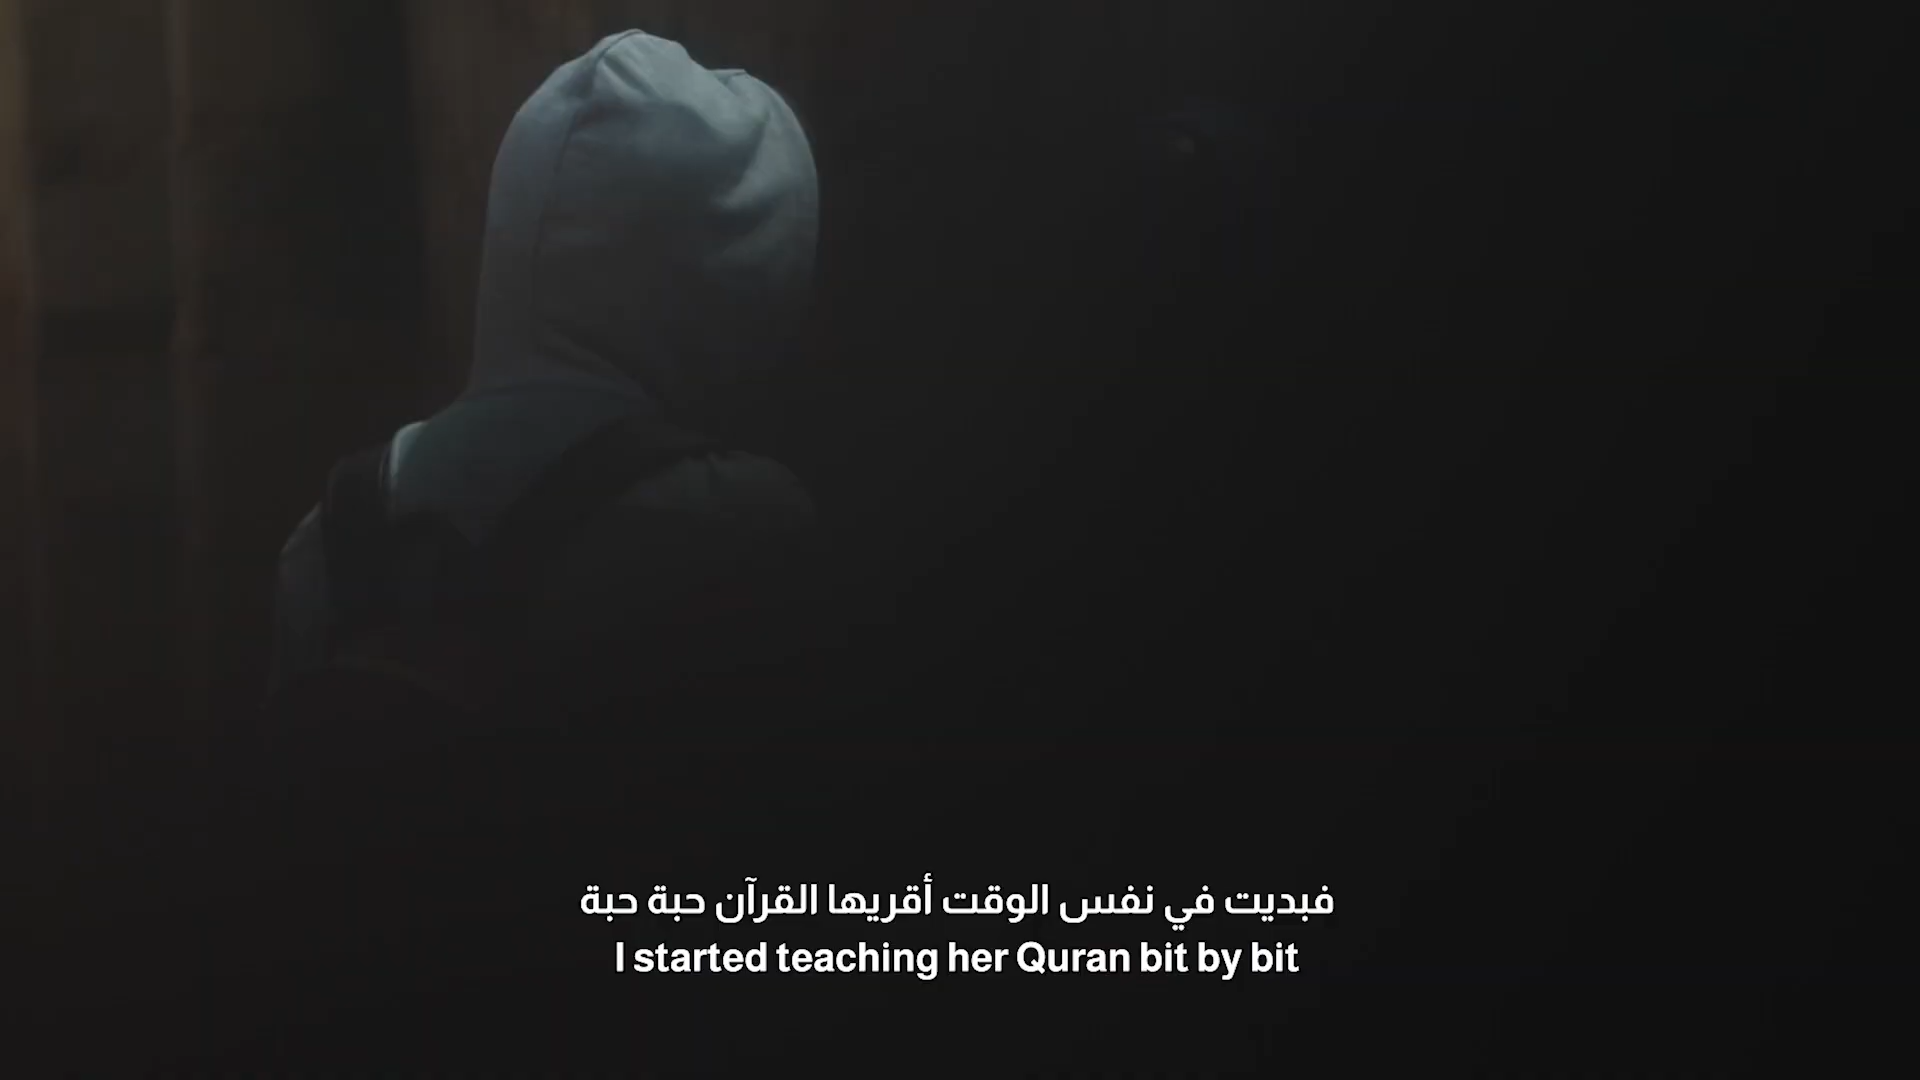 فبديت في نفس الوقت أقريها القرآن حبة حبة
I started teaching her Quran bit by bit